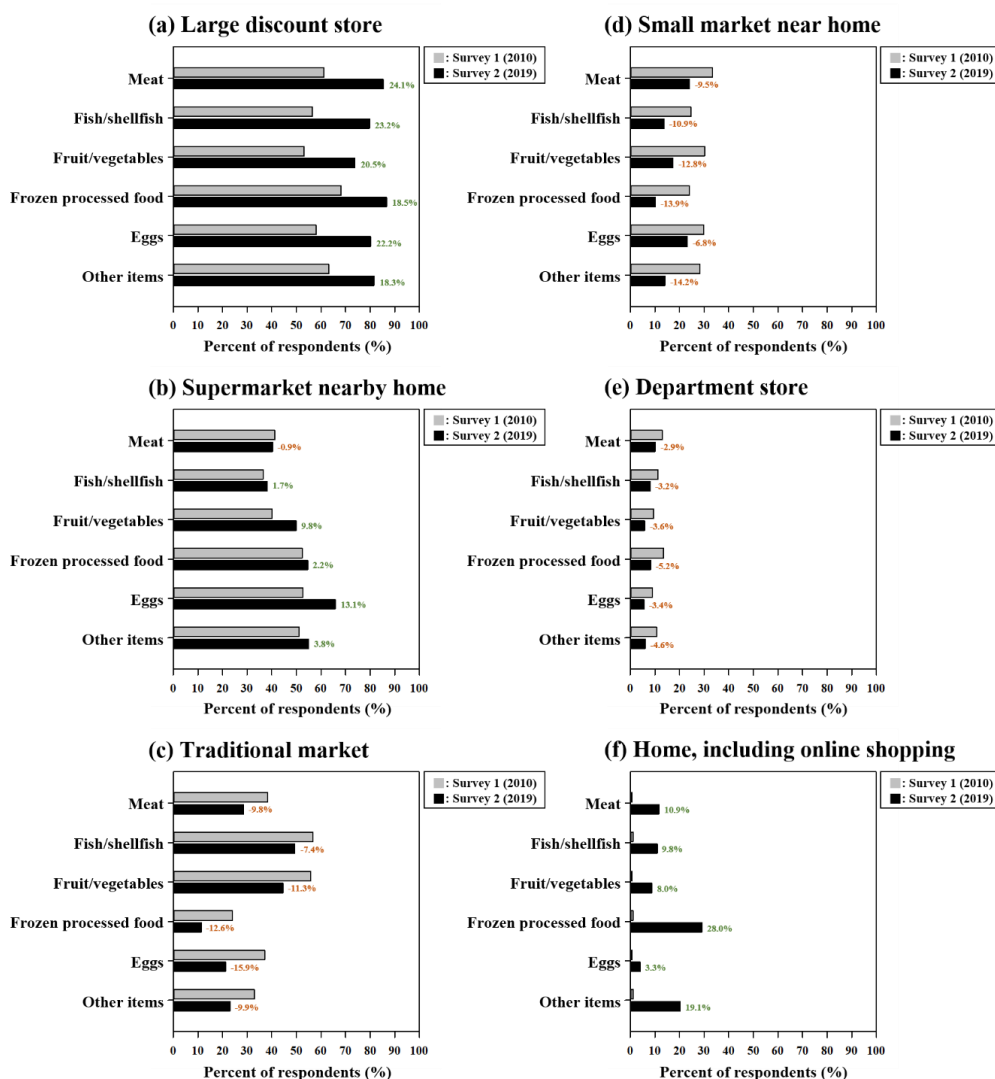 (a) Large discount store
: Survey 1 (2010)
: Survey 2 (2019)
Meat
24.1%
Fish/shellfish
23.2%
Fruit/vegetables
20.5%
Frozen processed food
18.5%
Eggs
22.2%
Other items
18.3%
0 10 20 30 40 50 60 70 80 90 100
Percent of respondents (%)
(b) Supermarket nearby home
: Survey 1 (2010)
: Survey 2 (2019)
Meat
-0.9%
Fish/shellfish
1.7%
Fruit/vegetables
9.8%
Frozen processed food
2.2%
Eggs
13.1%
Other items
3.8%
0 10 20 30 40 50 60 70 80 90 100
Percent of respondents (%)
(c) Traditional market
: Survey 1 (2010)
: Survey 2 (2019)
Meat
-9.8%
Fish/shellfish
-7.4%
Fruit/vegetables
-11.3%
Frozen processed food
-12.6%
Eggs
-15.9%
Other items
-9.9%
0 10 20 30 40 50 60 70 80 90 100
Percent of respondents (%)
(d) Small market near home
: Survey 1 (2010)
: Survey 2 (2019)
Meat
-9.5%
Fish/shellfish
-10.9%
Fruit/vegetables
-12.8%
Frozen processed food
-13.9%
Eggs
-6.8%
Other items
-14.2%
0 10 20 30 40 50 60 70 80 90 100
Percent of respondents (%)
(e) Department store
: Survey 1 (2010)
: Survey 2 (2019)
Meat
-2.9%
Fish/shellfish
-3.2%
Fruit/vegetables
-3.6%
Frozen processed food
-5.2%
Eggs
-3.4%
Other items
-4.6%
0 10 20 30 40 50 60 70 80 90 100
Percent of respondents (%)
(f) Home, including online shopping
: Survey 1 (2010)
: Survey 2 (2019)
Meat
10.9%
Fish/shellfish
9.8%
Fruit/vegetables
8.0%
Frozen processed food
28.0%
Eggs
3.3%
Other items
19.1%
0 10 20 30 40 50 60 70 80 90 100
Percent of respondents (%)